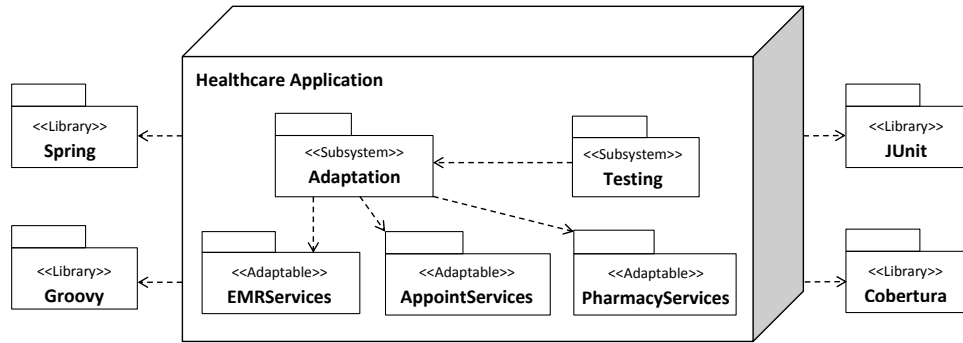 Healthcare Application
<<Library>>
Spring
<<Subsystem>>
Adaptation
<<Subsystem>>
Testing
<<Library>>
JUnit
<<Library>>
Groovy
<<Adaptable>>
EMRServices
<<Adaptable>>
AppointServices
<<Adaptable>>
PharmacyServices
<<Library>>
Cobertura